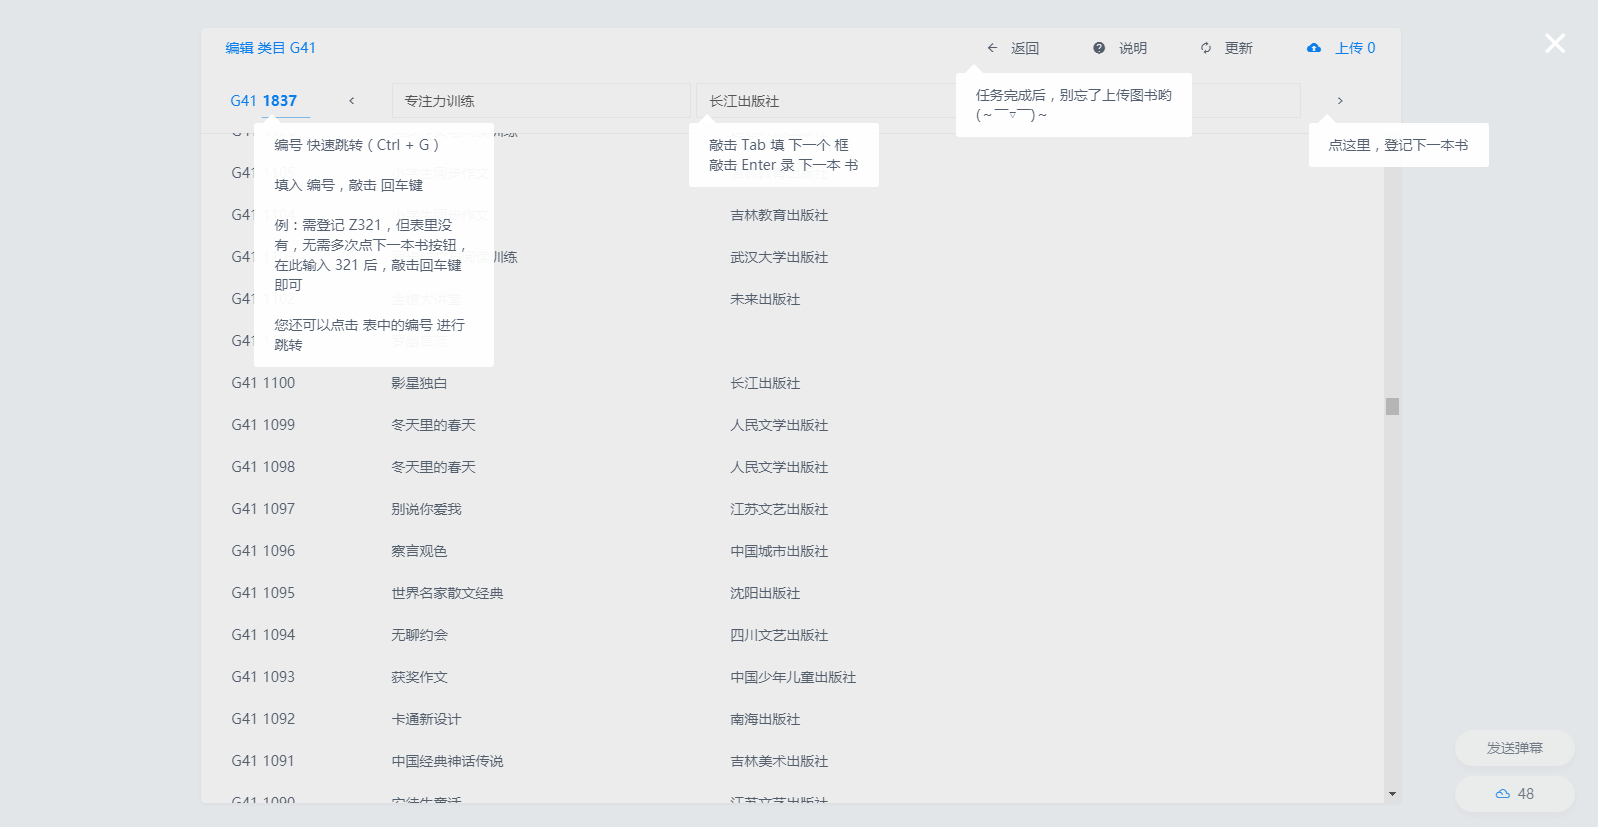 编辑 类目 G41
返回
说明
更新
上传 0
G41 1837
专注力训练
长江出版社
任务完成后，别忘了上传图书哟
(～￣▽￣)～
编号 快速跳转（Ctrl + G）
填入 编号，敲击 回车键
例：需登记 Z321，但表里没
有，无需多次点下一本书按钮，
在此输入 321 后，敲击回车键
即可
您还可以点击 表中的编号 进行
跳转
敲击 Tab 填 下一个 框
敲击 Enter 录 下一本 书
点这里，登记下一本书
训练
G41
G41 吉林教育出版社
G41 训练 武汉大学出版社
G41 1102 未来出版社
G41
G41 1100 影星独白 长江出版社
G41 1099 冬天里的春天 人民文学出版社
G41 1098 冬天里的春天 人民文学出版社
G41 1097 别说你爱我 江苏文艺出版社
G41 1096 察言观色 中国城市出版社
G41 1095 世界名家散文经典 沈阳出版社
G41 1094 无聊约会 四川文艺出版社
G41 1093 获奖作文 中国少年儿童出版社
G41 1092 卡通新设计 南海出版社
G41 1091 中国经典神话传说 吉林美术出版社
G41 1090 安徒生童话 江苏文艺出版社
发送弹幕
48